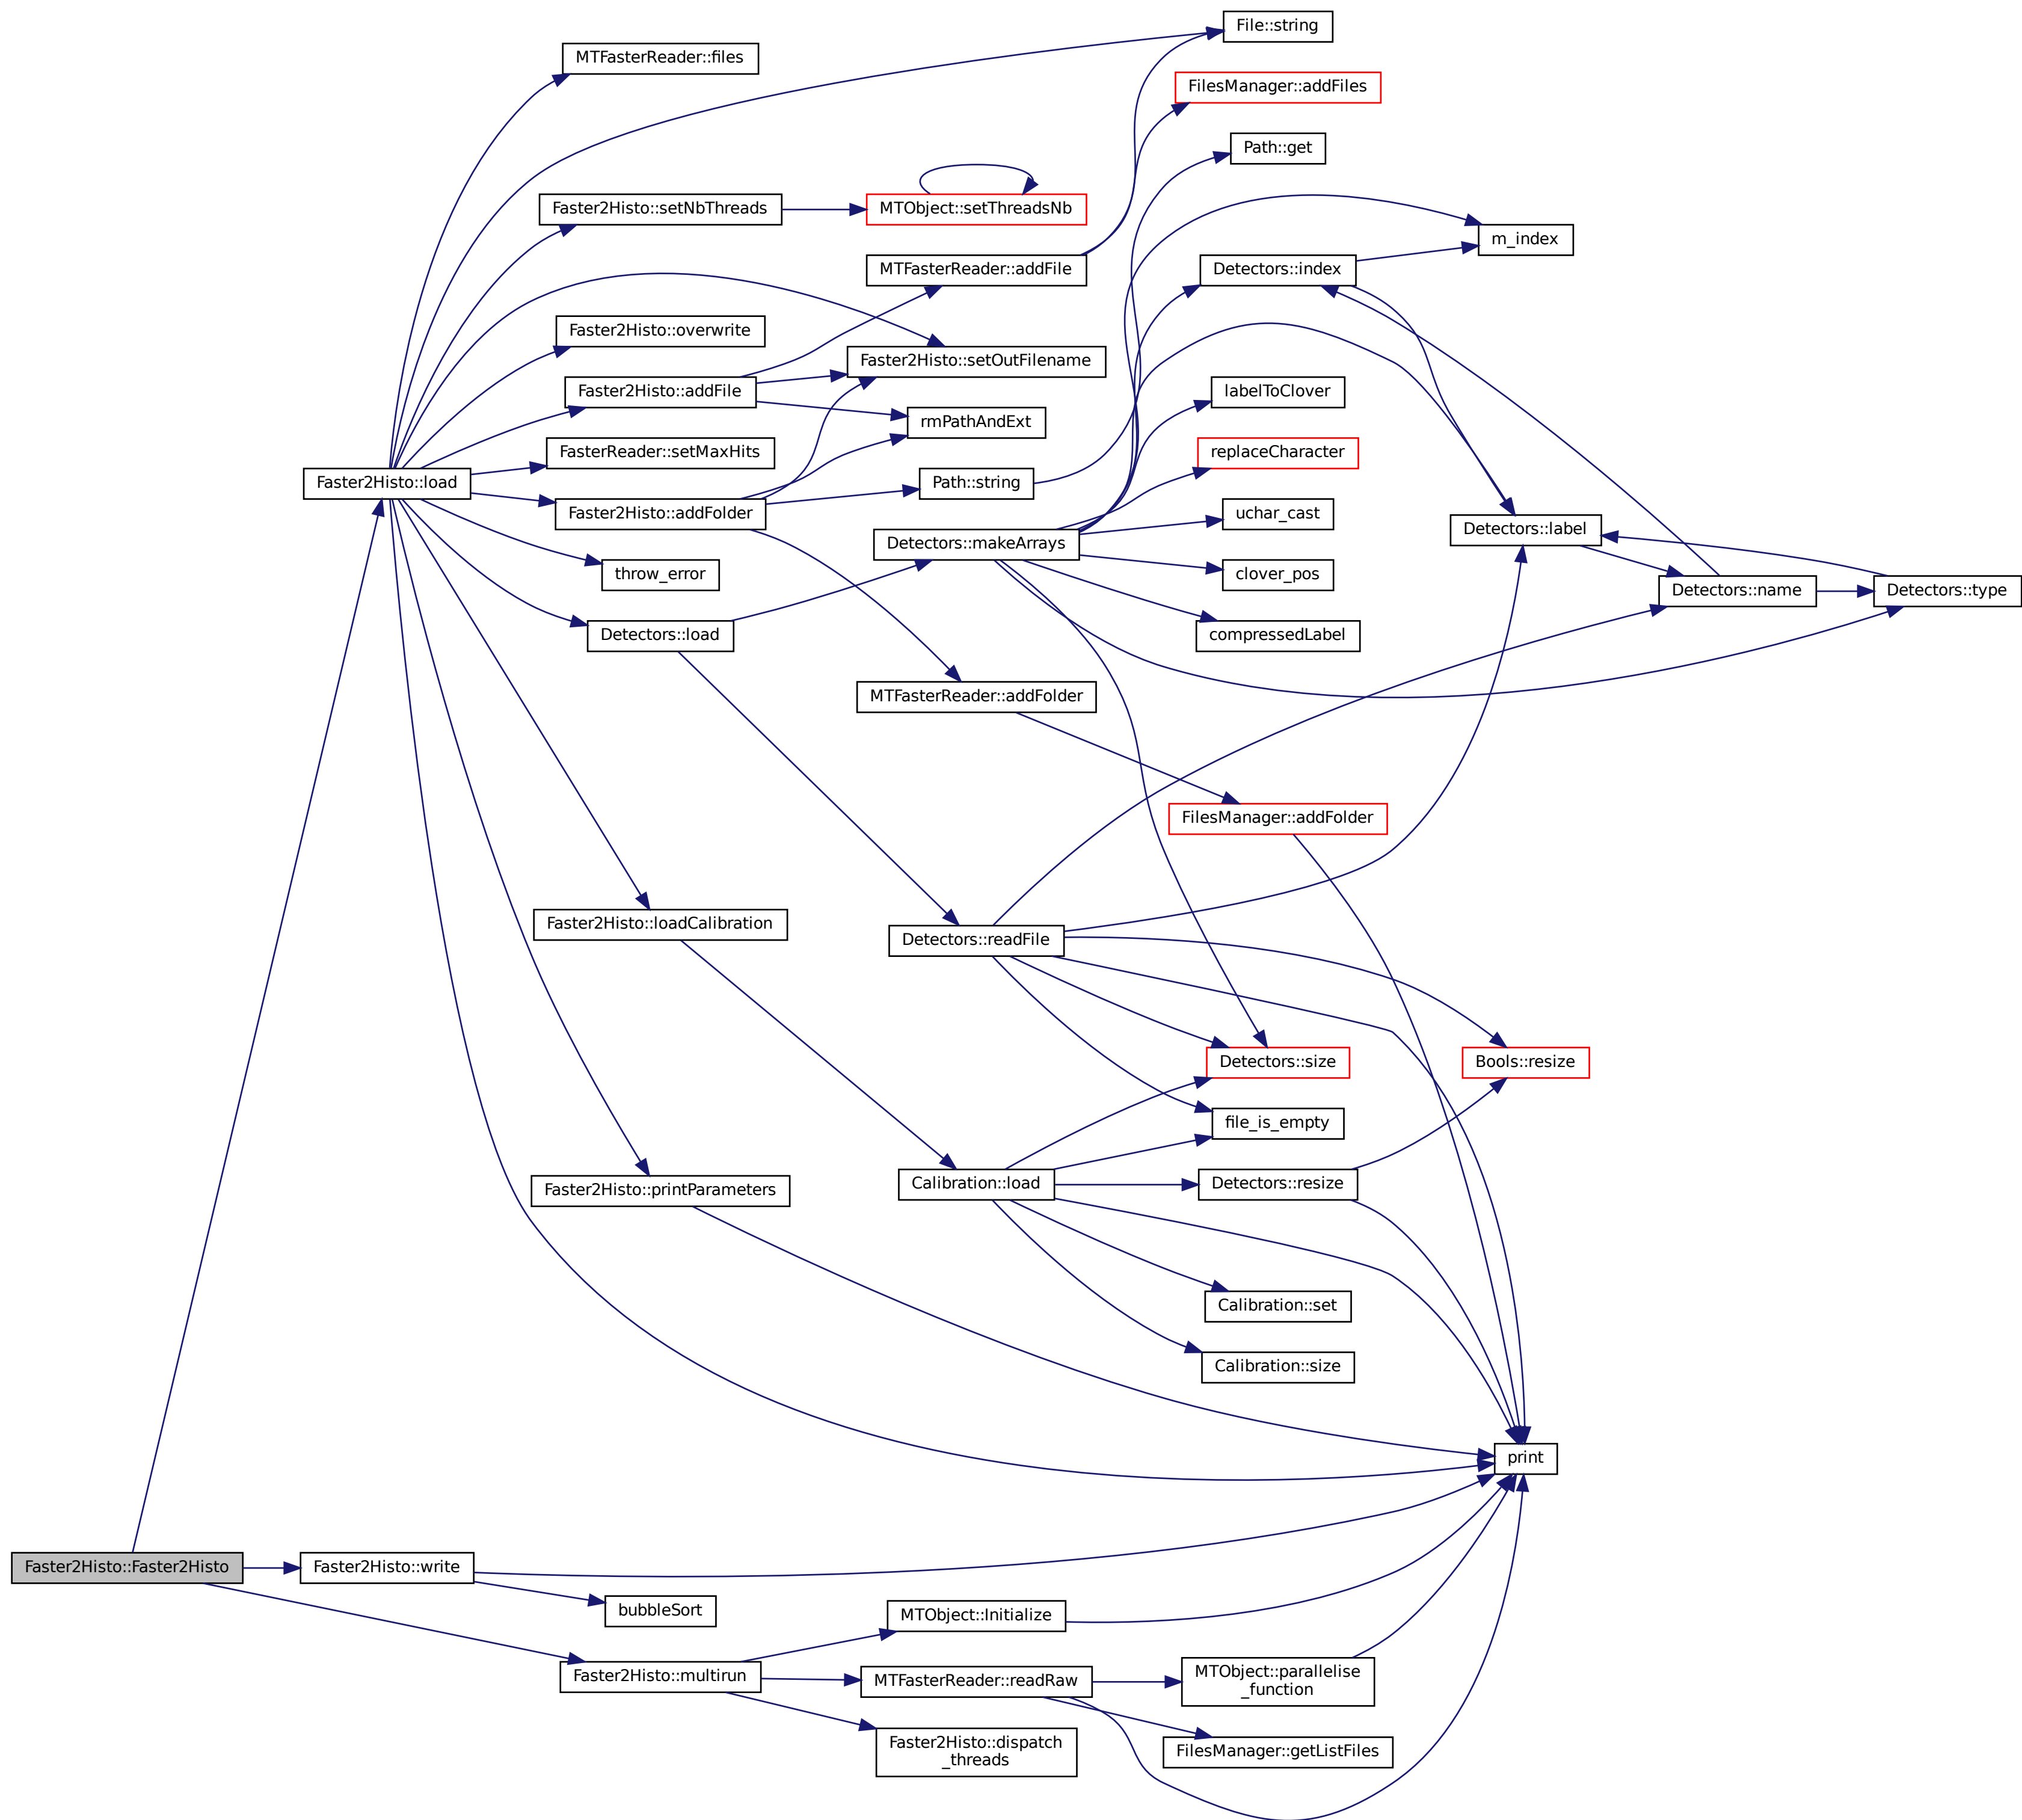 File::string
MTFasterReader::files
FilesManager::addFiles
Path::get
Faster2Histo::setNbThreads
MTObject::setThreadsNb
m_index
MTFasterReader::addFile
Detectors::index
Faster2Histo::overwrite
Faster2Histo::setOutFilename
Faster2Histo::addFile
labelToClover
rmPathAndExt
FasterReader::setMaxHits
replaceCharacter
Faster2Histo::load
Path::string
Faster2Histo::addFolder
uchar_cast
Detectors::label
Detectors::makeArrays
throw_error
clover_pos
Detectors::name
Detectors::type
Detectors::load
compressedLabel
MTFasterReader::addFolder
FilesManager::addFolder
Faster2Histo::loadCalibration
Detectors::readFile
Detectors::size
Bools::resize
file_is_empty
Faster2Histo::printParameters
Calibration::load
Detectors::resize
Calibration::set
Calibration::size
print
Faster2Histo::Faster2Histo
Faster2Histo::write
bubbleSort
MTObject::Initialize
Faster2Histo::multirun
MTFasterReader::readRaw
MTObject::parallelise
_function
Faster2Histo::dispatch
_threads
FilesManager::getListFiles